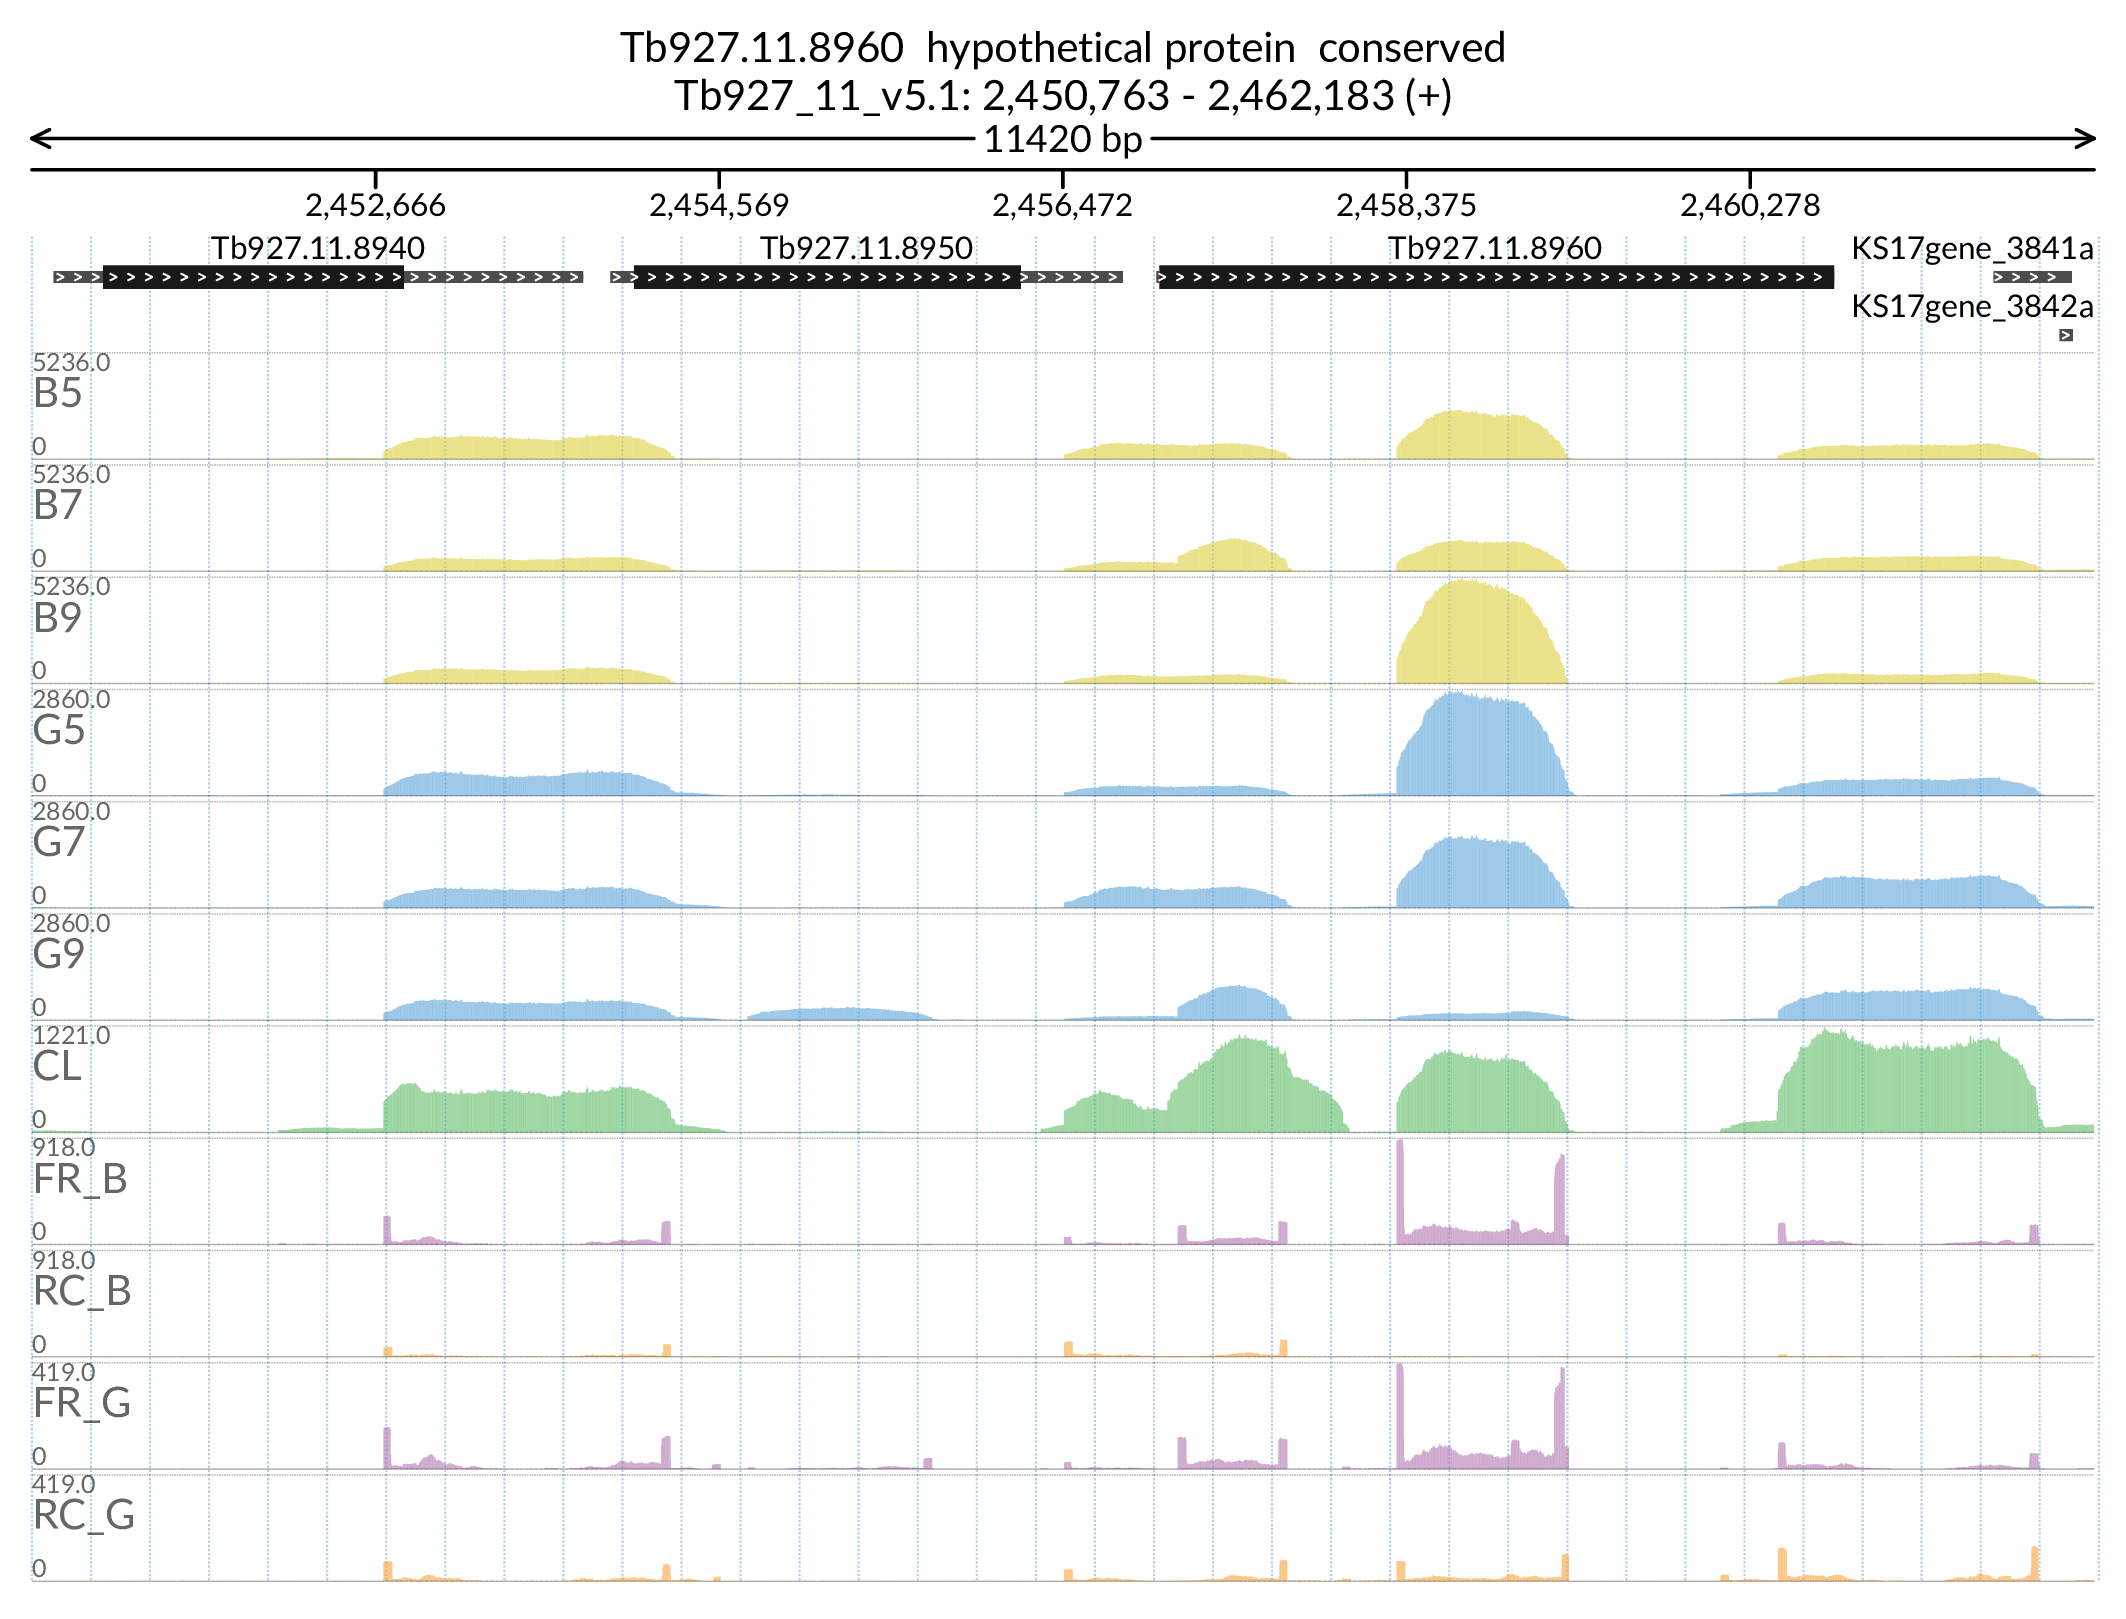 Tb927.11.8960  hypothetical protein  conserved
Tb927_11_v5.1: 2,450,763 - 2,462,183 (+)
11420 bp
2,452,666 2,454,569 2,456,472 2,458,375 2,460,278
Tb927.11.8940 Tb927.11.8950 Tb927.11.8960 KS17gene_3841a
KS17gene_3842a
5236.0
B5
0
5236.0
B7
0
5236.0
B9
0
2860.0
G5
0
2860.0
G7
0
2860.0
G9
0
1221.0
CL
0
918.0
FR_B
0
918.0
RC_B
0
419.0
FR_G
0
419.0
RC_G
0